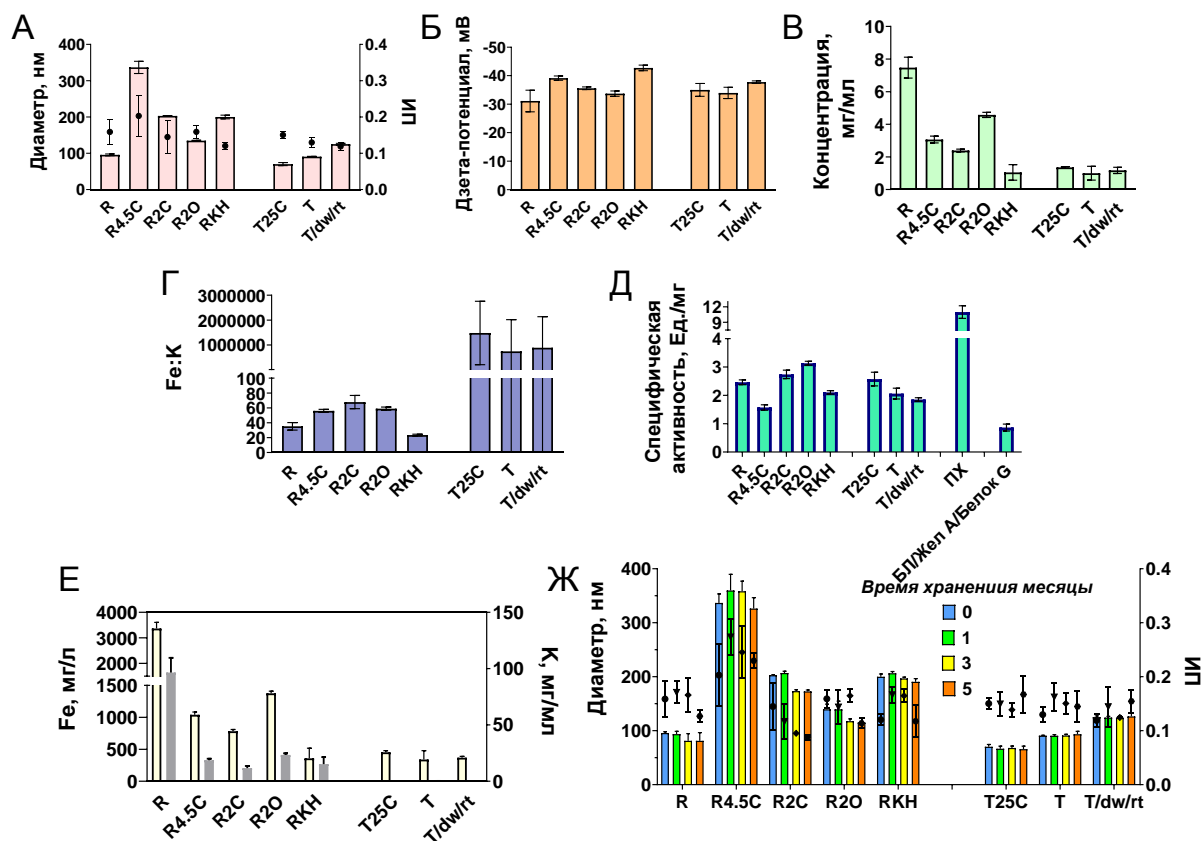 А
Диаметр, нм
400
300
200
100
0
0.4
0.3
0.2
0.1
0.0
ИП
R
R4.5C
R2C
R2O
RKH
T25C
T
T/dw/rt
Б
Дзета-потенциал, мВ
-50
-40
-30
-20
-10
0
R
R4.5C
R2C
R2O
RKH
T25C
T
T/dw/rt
В
Концентрация,
мг/мл
10
8
6
4
2
0
R
R4.5C
R2C
R2O
RKH
T25C
T
T/dw/rt
Г
Fe:K
3000000
2000000
1000000
100
80
60
40
20
0
R
R4.5C
R2C
R2O
RKH
T25C
T
T/dw/rt
Д
Специфическая
активность, Ед./мг
12
9
4
3
2
1
0
R
R4.5C
R2C
R2O
RKH
T25C
T
T/dw/rt
ПХ
БЛ/Жел А/Белок G
Е
Fe, мг/л
4000
3000
2000
1500
1000
500
0
150
100
50
0
К, мг/мл
R
R4.5C
R2C
R2O
RKH
T25C
T
T/dw/rt
Ж
Диаметр, нм
400
300
200
100
0
Время хранениия месяцы
0
1
3
5
0.4
0.3
0.2
0.1
0.0
ИП
R
R4.5C
R2C
R2O
RKH
T25C
T
T/dw/rt